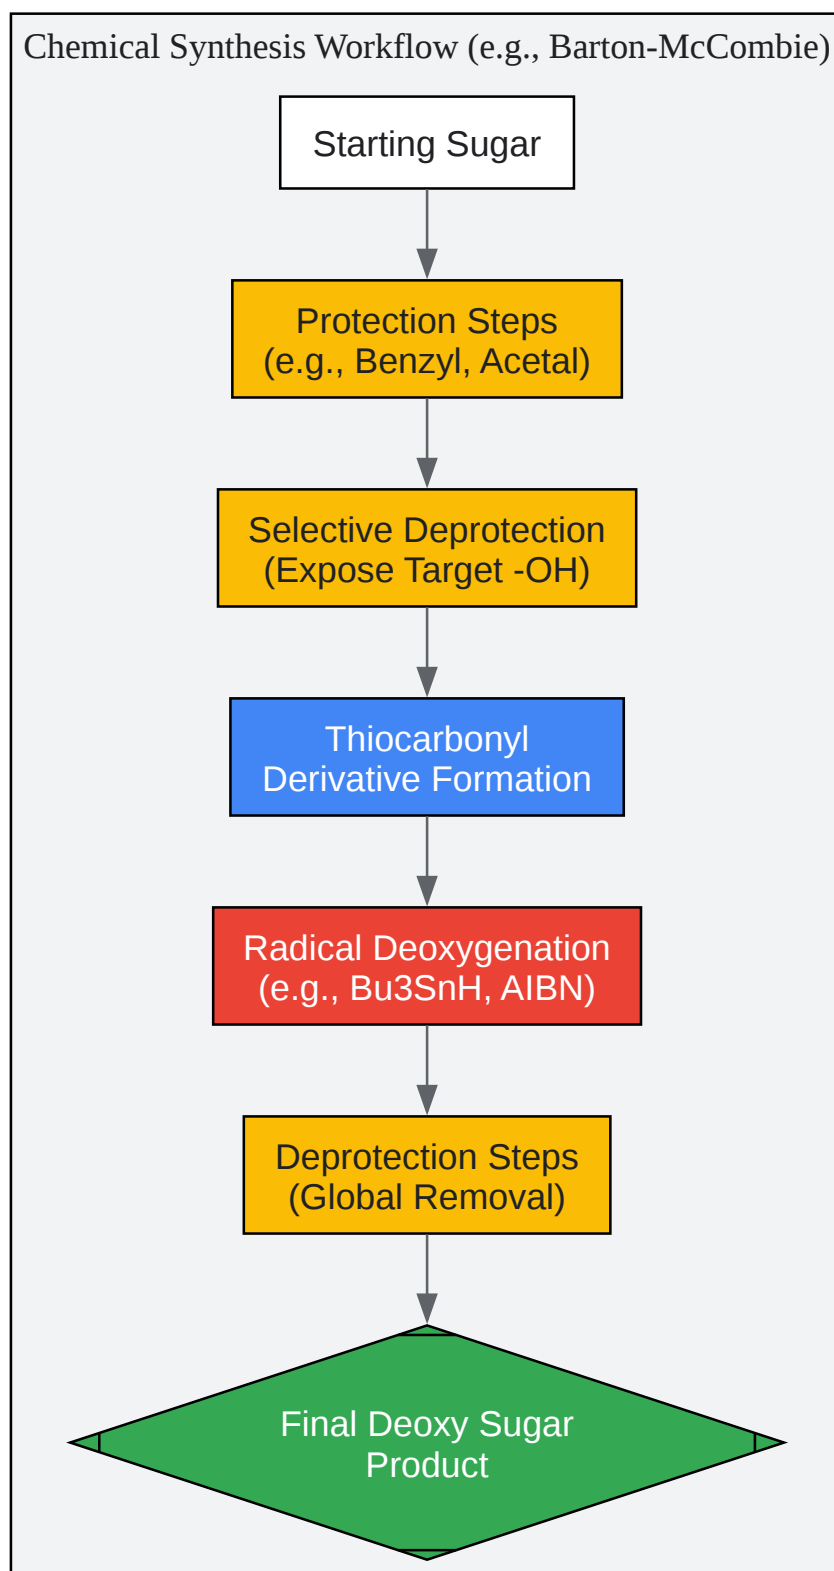 Chemical Synthesis Workflow (e.g., Barton-McCombie)
Starting Sugar
Protection Steps
(e.g., Benzyl, Acetal)
Selective Deprotection
(Expose Target -OH)
Thiocarbonyl
Derivative Formation
Radical Deoxygenation
(e.g., Bu3SnH, AIBN)
Deprotection Steps
(Global Removal)
Final Deoxy Sugar
Product